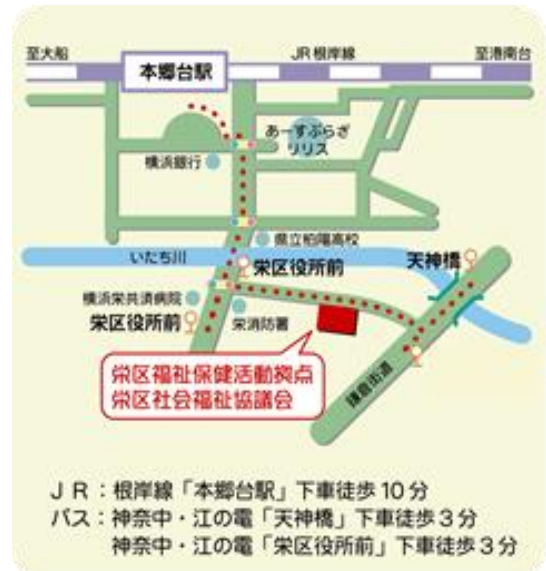 至大船
JR根岸線
至港南台
本郷台駅
あーすぷらざ
リリス
横浜銀行
県立柏陽高校
いたち川
栄区役所前
天神橋
横浜栄共済病院
栄区役所前
栄消防署
鎌倉街道
栄区福祉保健活動拠点
栄区社会福祉協議会
JR:根岸線「本郷台駅」下車徒歩10分
バス:神奈中・江の電「天神橋」下車徒歩3分
神奈中・江の電「栄区役所前」下車徒歩3分